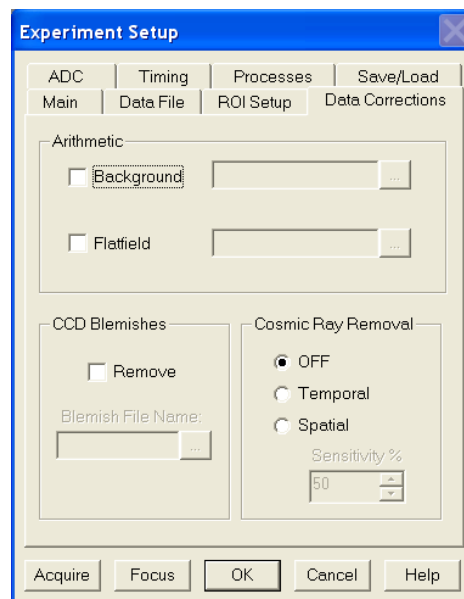 Experiment Setup
ADC Timing Processes Save/Load
Main Data File ROI Setup Data Corrections
Arithmetic
Background ...
Flatfield ...
CCD Blemishes
Remove
Blemish File Name:
...
Cosmic Ray Removal
OFF
Temporal
Spatial
Sensitivity %
50
Acquire Focus OK Cancel Help